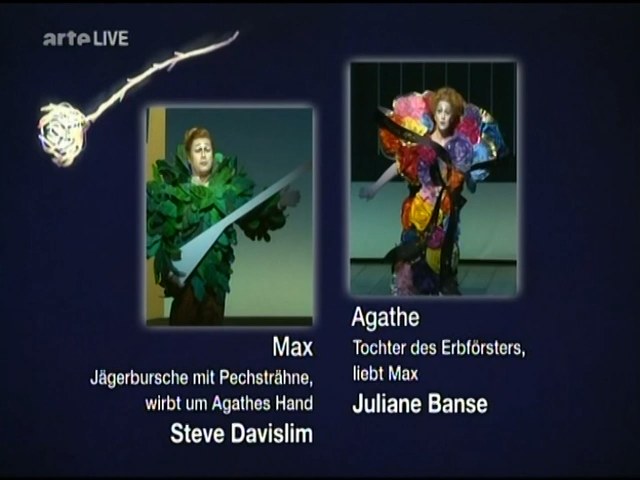 arte LIVE
Max
Jägerbursche mit Pechsträhne,
wirbt um Agathes Hand
Steve Davislim
Agathe
Tochter des Erbförsters,
liebt Max
Juliane Banse